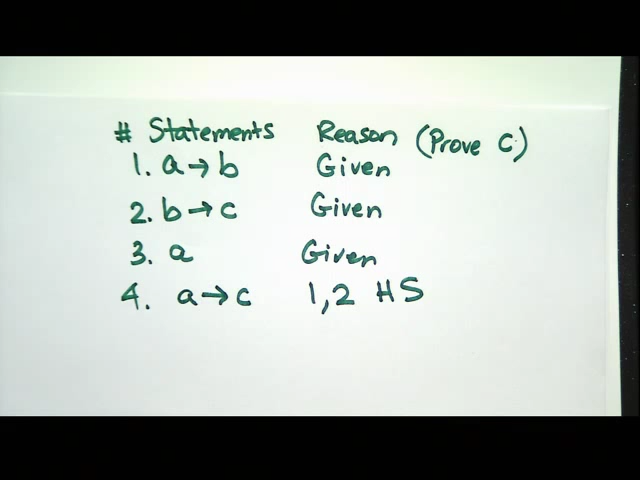 # Statements Reason (Prove C)
1. a → b Given
2. b → c Given
3. a Given
4. a → c 1,2 HS